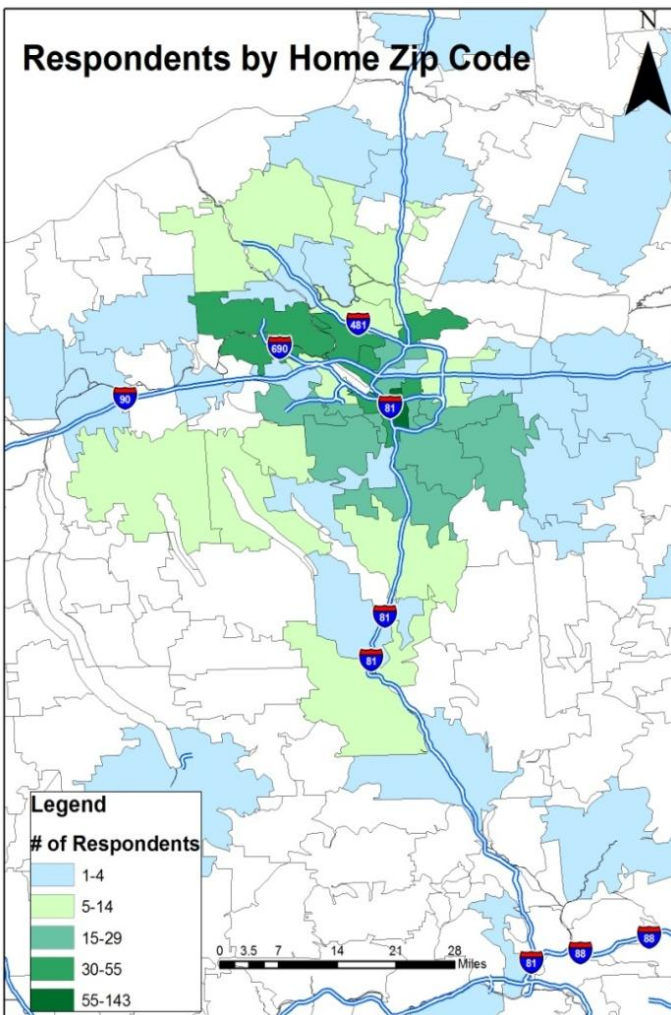 Respondents by Home Zip Code
N
481
690
90
81
81
81
Legend
# of Respondents
1-4
5-14
15-29
30-55
55-143
0 3.5 7 14 21 28
Miles
81
88
88